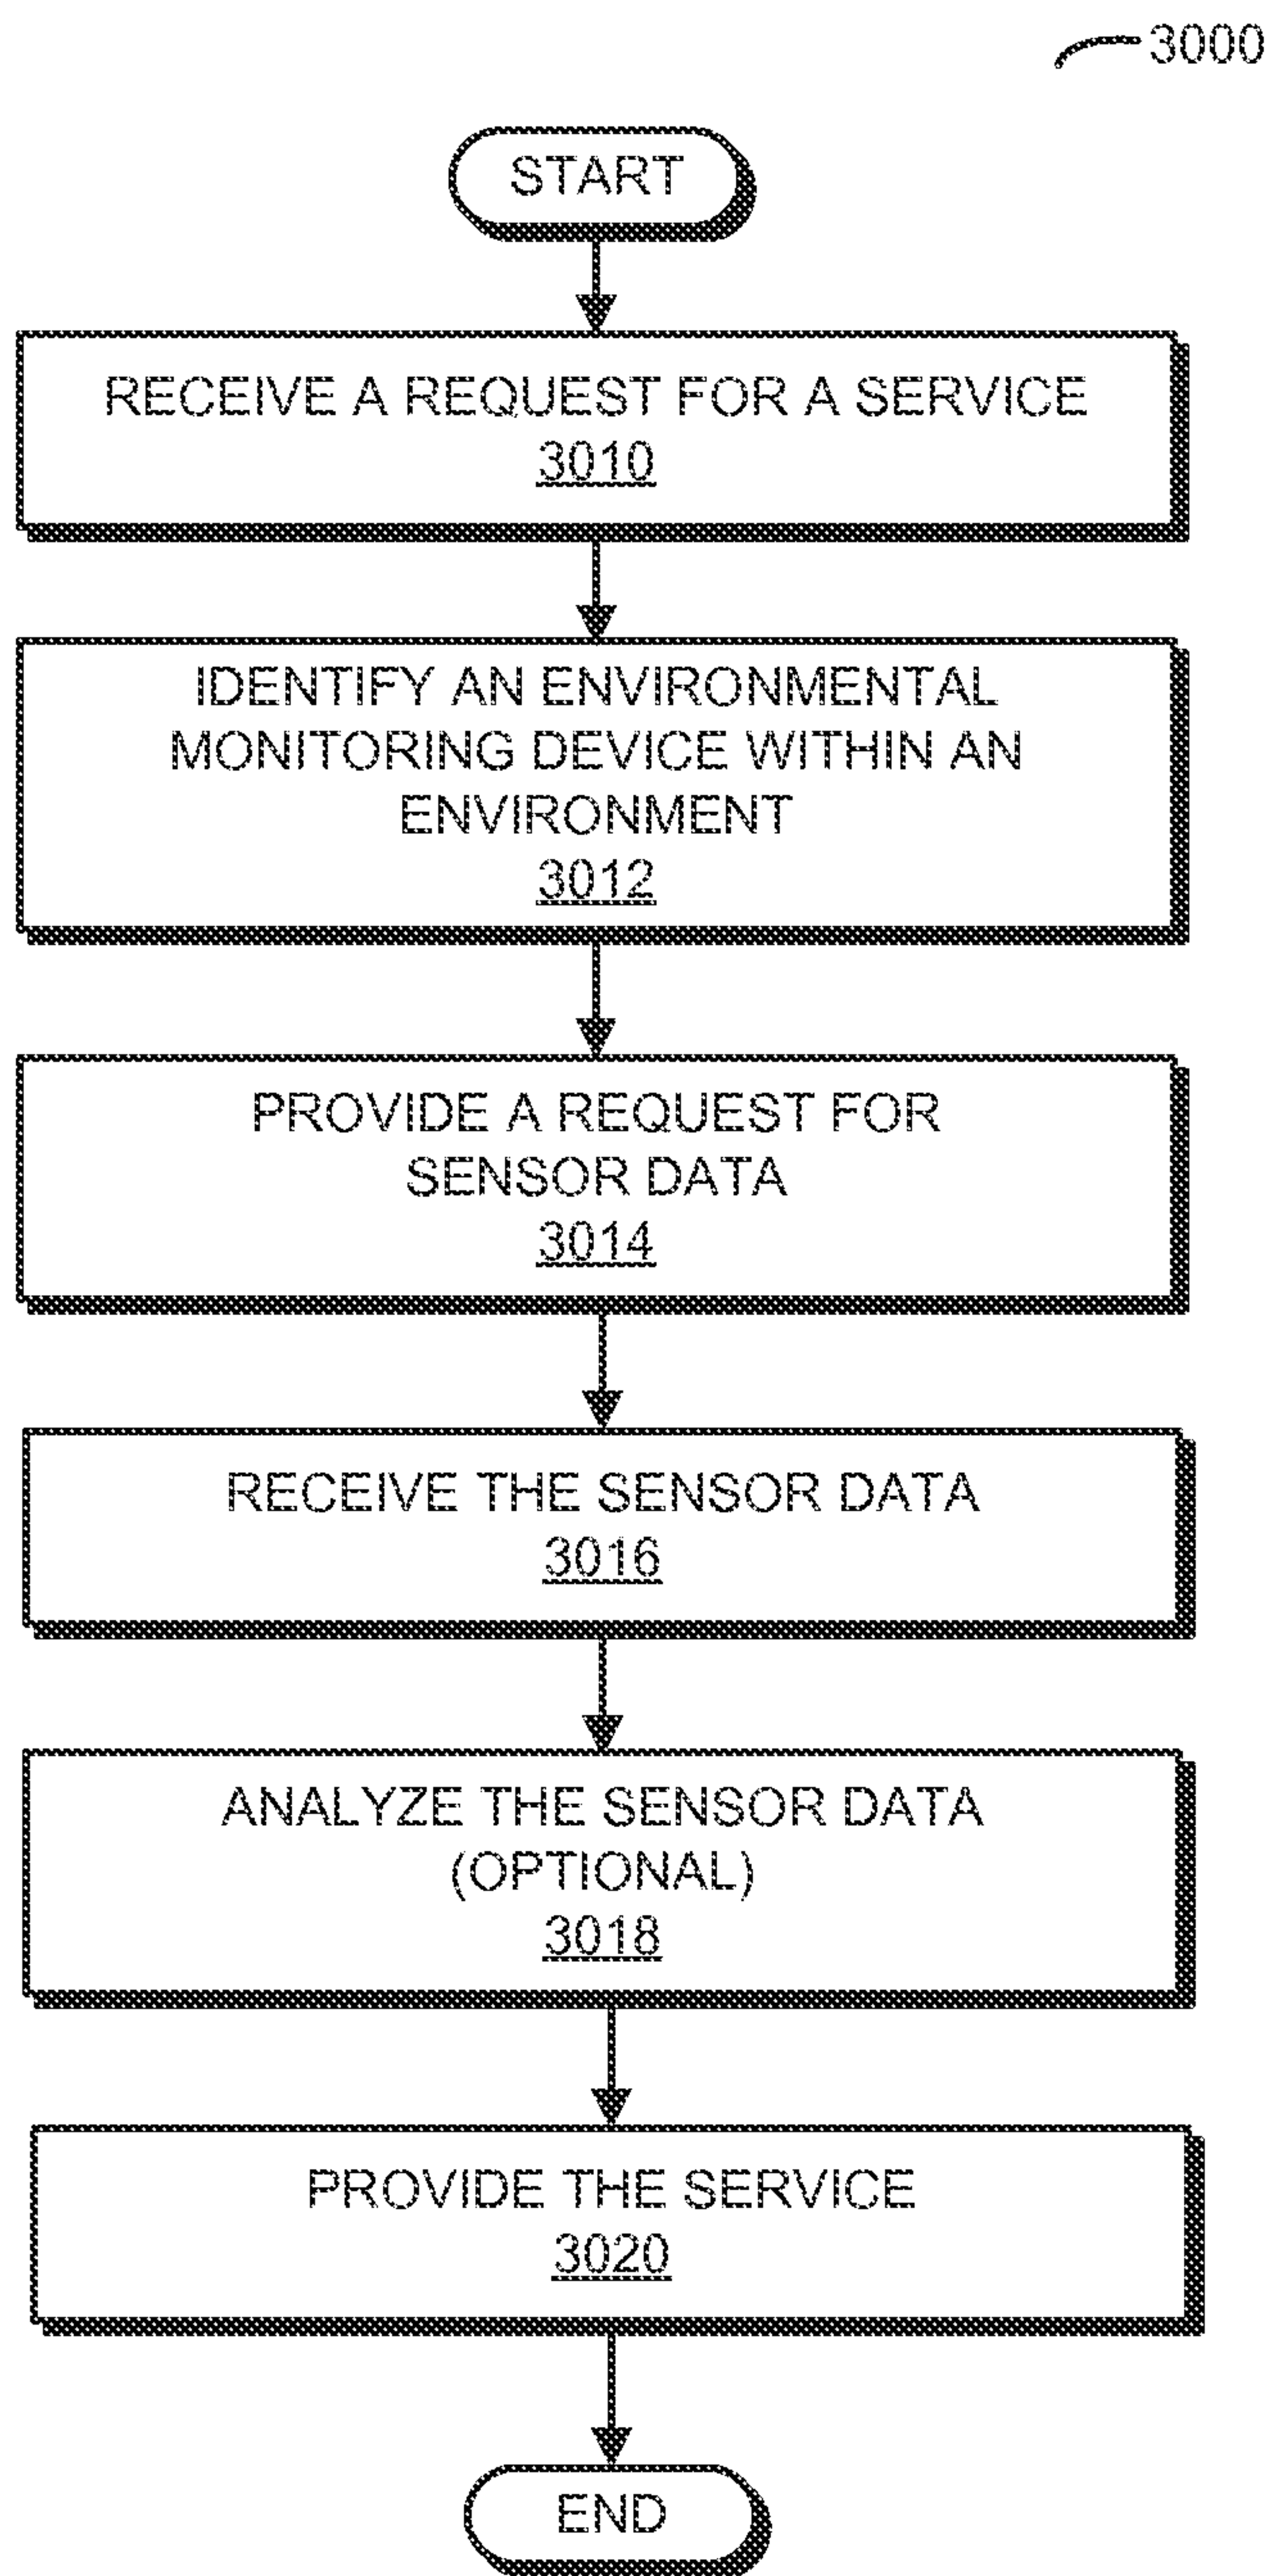 3000
START
RECEIVE A REQUEST FOR A SERVICE
3010
IDENTIFY AN ENVIRONMENTAL
MONITORING DEVICE WITHIN AN
ENVIRONMENT
3012
PROVIDE A REQUEST FOR
SENSOR DATA
3014
RECEIVE THE SENSOR DATA
3016
ANALYZE THE SENSOR DATA
(OPTIONAL)
3018
PROVIDE THE SERVICE
3020
END